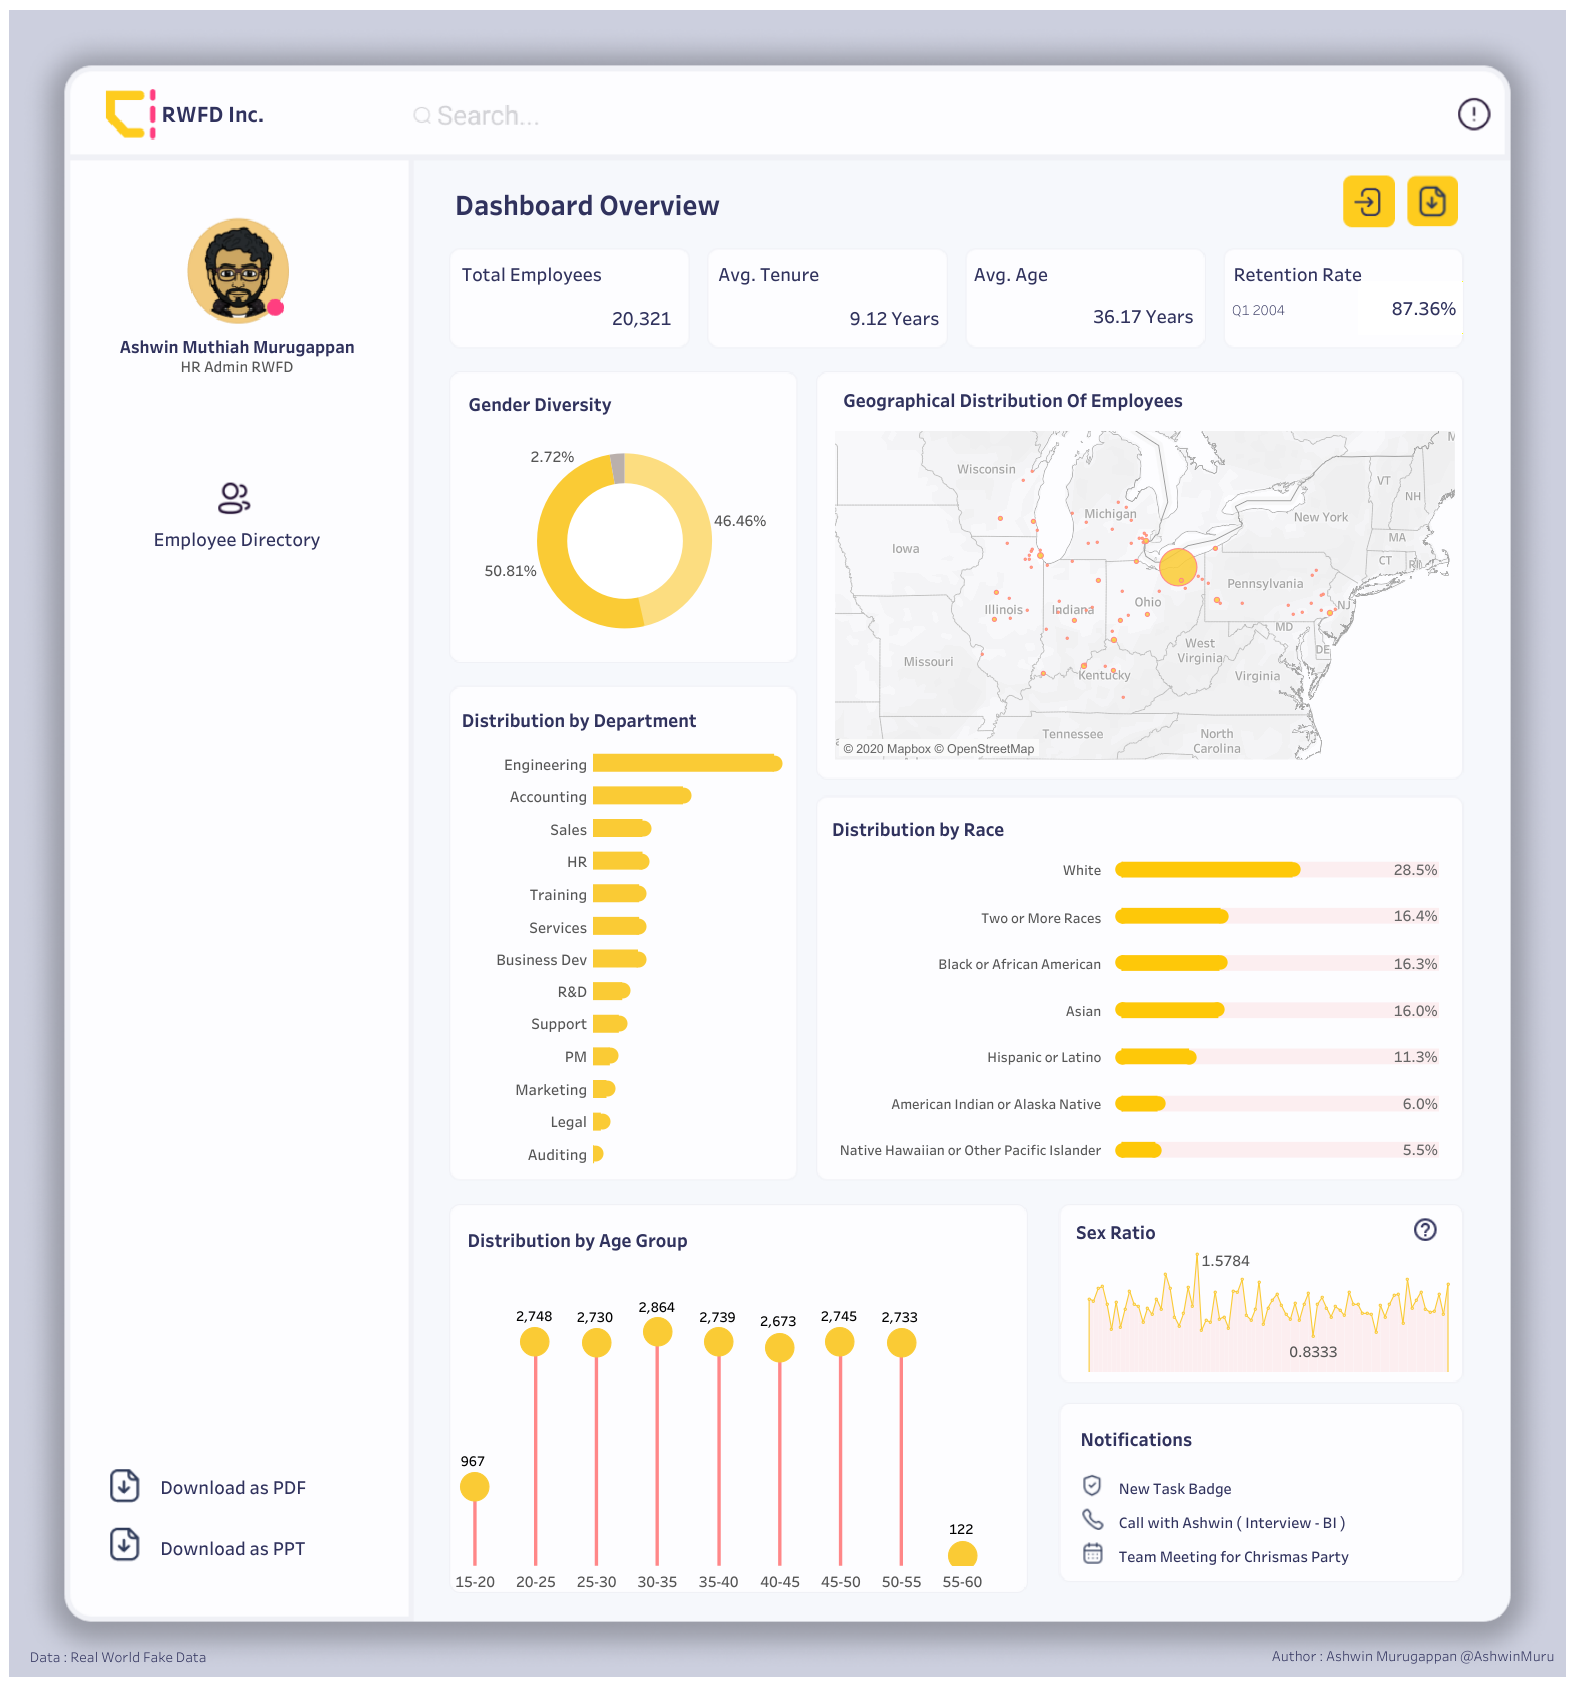 RWFD Inc.
Search...
Ashwin Muthiah Murugappan
HR Admin RWFD
Employee Directory
Download as PDF
Download as PPT
Dashboard Overview
Total Employees
20,321
Avg. Tenure
9.12 Years
Avg. Age
36.17 Years
Retention Rate
Q1 2004
87.36%
Gender Diversity
2.72%
46.46%
50.81%
Geographical Distribution Of Employees
Wisconsin
Michigan
VT
NH
New York
MA
CT
RI
Iowa
Pennsylvania
Illinois
Indiana
Ohio
NJ
MD
DE
West
Virginia
Missouri
Kentucky
Virginia
Tennessee
North
Carolina
© 2020 Mapbox © OpenStreetMap
Distribution by Department
Engineering
Accounting
Sales
HR
Training
Services
Business Dev
R&D
Support
PM
Marketing
Legal
Auditing
Distribution by Race
White 28.5%
Two or More Races 16.4%
Black or African American 16.3%
Asian 16.0%
Hispanic or Latino 11.3%
American Indian or Alaska Native 6.0%
Native Hawaiian or Other Pacific Islander 5.5%
Distribution by Age Group
967 2,748 2,730 2,864 2,739 2,673 2,745 2,733 122
15-20 20-25 25-30 30-35 35-40 40-45 45-50 50-55 55-60
Sex Ratio
1.5784
0.8333
Notifications
New Task Badge
Call with Ashwin ( Interview - BI )
Team Meeting for Chrismas Party
Data : Real World Fake Data
Author : Ashwin Murugappan @AshwinMuru